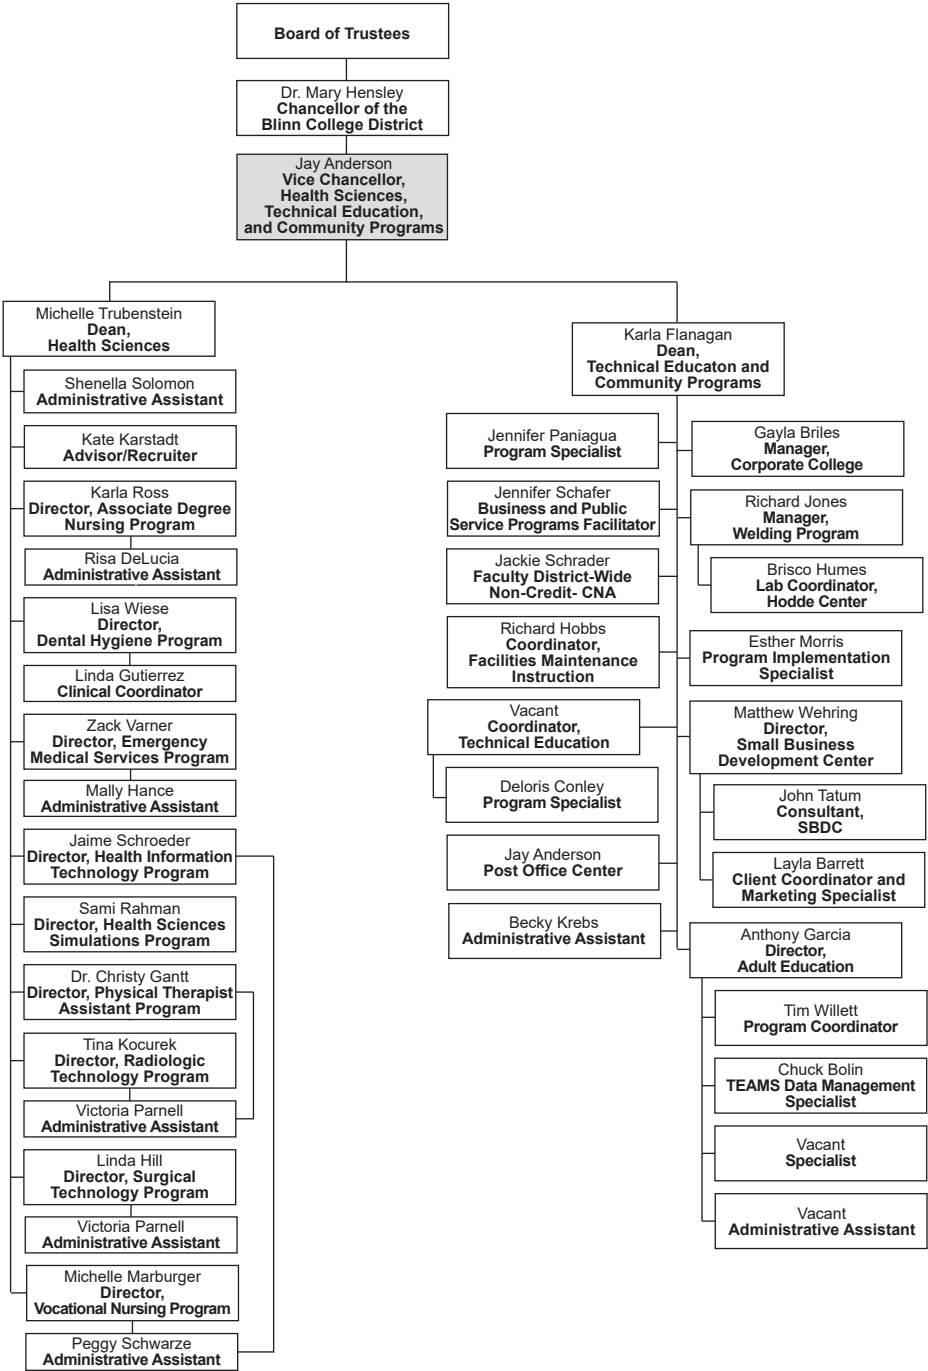 Board of Trustees
Dr. Mary Hensley
Chancellor of the
Blinn College District
Jay Anderson
Vice Chancellor,
Health Sciences,
Technical Education,
and Community Programs
Michelle Trubenstein
Dean,
Health Sciences
Shenella Solomon
Administrative Assistant
Kate Karstadt
Advisor/Recruiter
Karla Ross
Director, Associate Degree
Nursing Program
Risa DeLucia
Administrative Assistant
Lisa Wiese
Director,
Dental Hygiene Program
Linda Gutierrez
Clinical Coordinator
Zack Varner
Director, Emergency
Medical Services Program
Mally Hance
Administrative Assistant
Jaime Schroeder
Director, Health Information
Technology Program
Sami Rahman
Director, Health Sciences
Simulations Program
Dr. Christy Gantt
Director, Physical Therapist
Assistant Program
Tina Kocurek
Director, Radiologic
Technology Program
Victoria Parnell
Administrative Assistant
Linda Hill
Director, Surgical
Technology Program
Victoria Parnell
Administrative Assistant
Michelle Marburger
Director,
Vocational Nursing Program
Peggy Schwarze
Administrative Assistant
Karla Flanagan
Dean,
Technical Educaton and
Community Programs
Jennifer Paniagua
Program Specialist
Jennifer Schafer
Business and Public
Service Programs Facilitator
Jackie Schrader
Faculty District-Wide
Non-Credit- CNA
Richard Hobbs
Coordinator,
Facilities Maintenance
Instruction
Vacant
Coordinator,
Technical Education
Deloris Conley
Program Specialist
Jay Anderson
Post Office Center
Becky Krebs
Administrative Assistant
Gayla Briles
Manager,
Corporate College
Richard Jones
Manager,
Welding Program
Brisco Humes
Lab Coordinator,
Hodde Center
Esther Morris
Program Implementation
Specialist
Matthew Wehring
Director,
Small Business
Development Center
John Tatum
Consultant,
SBDC
Layla Barrett
Client Coordinator and
Marketing Specialist
Anthony Garcia
Director,
Adult Education
Tim Willett
Program Coordinator
Chuck Bolin
TEAMS Data Management
Specialist
Vacant
Specialist
Vacant
Administrative Assistant